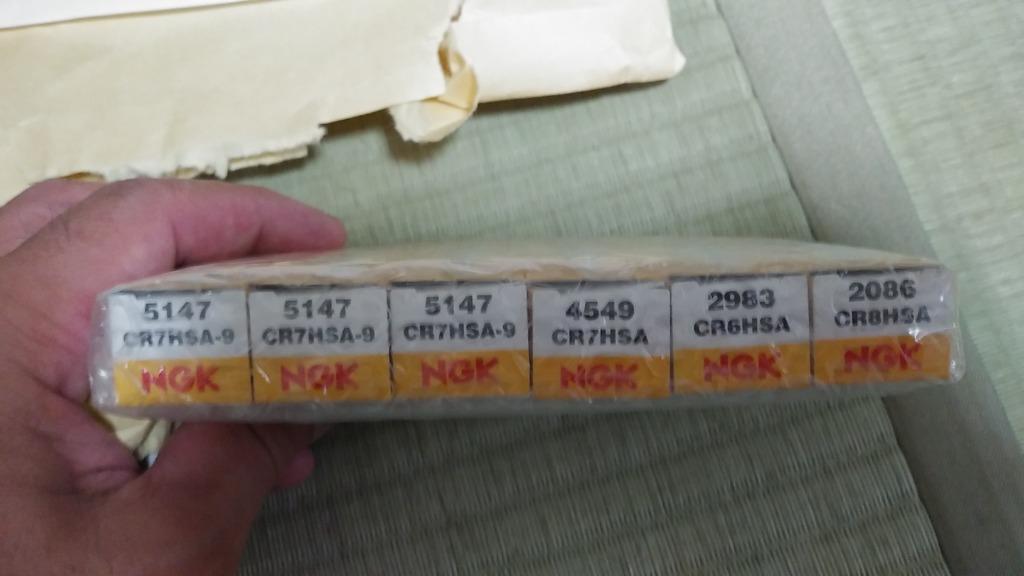 5147
CR7HSA-9
NGK
5147
CR7HSA-9
NGK
5147
CR7HSA-9
NGK
4549
CR7HSA
NGK
2983
CR6HSA
NGK
2086
CR8HSA
NGK